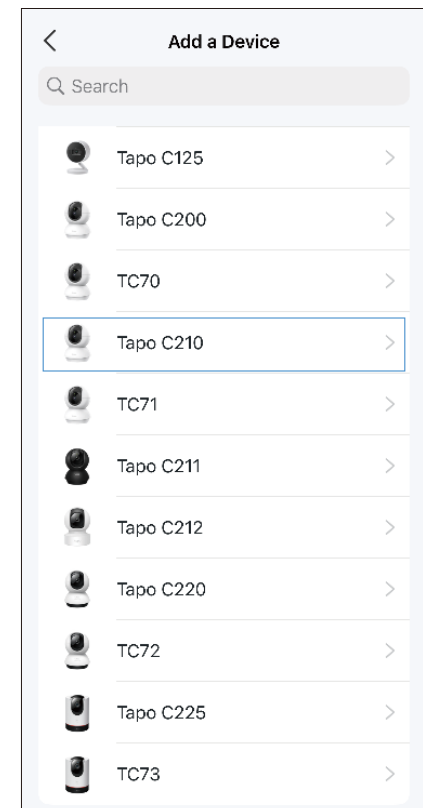 Add a Device
Search
Tapo C125
Tapo C200
TC70
Tapo C210
TC71
Tapo C211
Tapo C212
Tapo C220
TC72
Tapo C225
TC73